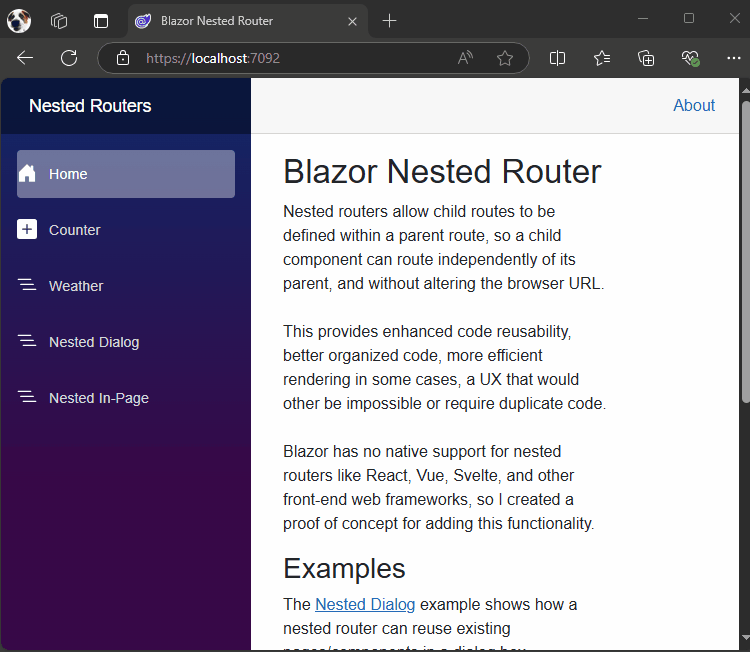 Blazor Nested Router
https://localhost:7092
Nested Routers
About
Home
Counter
Weather
Nested Dialog
Nested In-Page
Blazor Nested Router
Nested routers allow child routes to be
defined within a parent route, so a child
component can route independently of its
parent, and without altering the browser URL.
This provides enhanced code reusability,
better organized code, more efficient
rendering in some cases, a UX that would
other be impossible or require duplicate code.
Blazor has no native support for nested
routers like React, Vue, Svelte, and other
front-end web frameworks, so I created a
proof of concept for adding this functionality.
Examples
The Nested Dialog example shows how a
nested router can reuse existing
pages/components in a dialog box